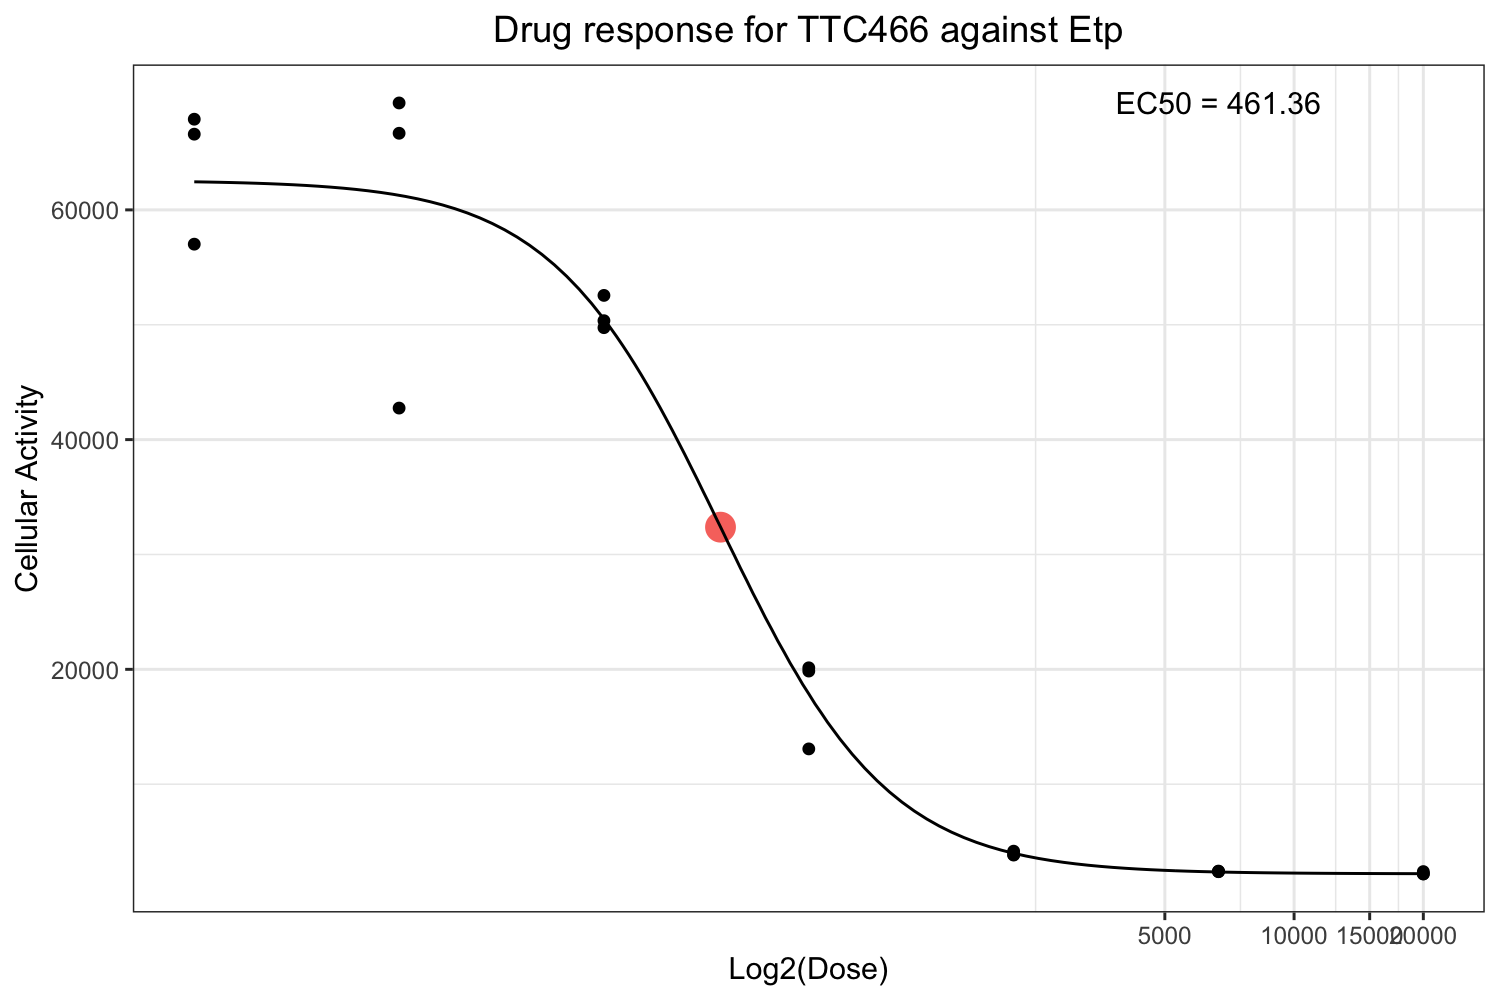 Drug response for TTC466 against Etp
EC50 = 461.36
60000
40000
20000
Cellular Activity
5000 10000 15000 20000
Log2(Dose)